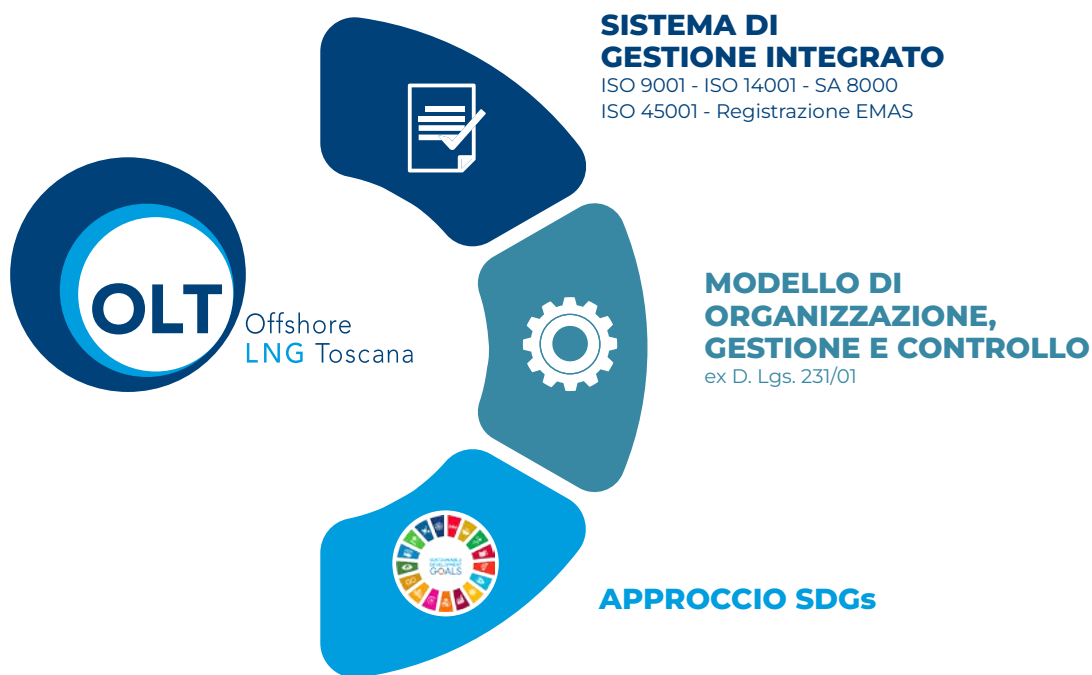 SISTEMA DI
GESTIONE INTEGRATO
ISO 9001 - ISO 14001 - SA 8000
ISO 45001 - Registrazione EMAS
OLT
Offshore
LNG Toscana
MODELLO DI
ORGANIZZAZIONE,
GESTIONE E CONTROLLO
ex D. Lgs. 231/01
SUSTAINABLE
DEVELOPMENT
GOALS
APPROCCIO SDGs